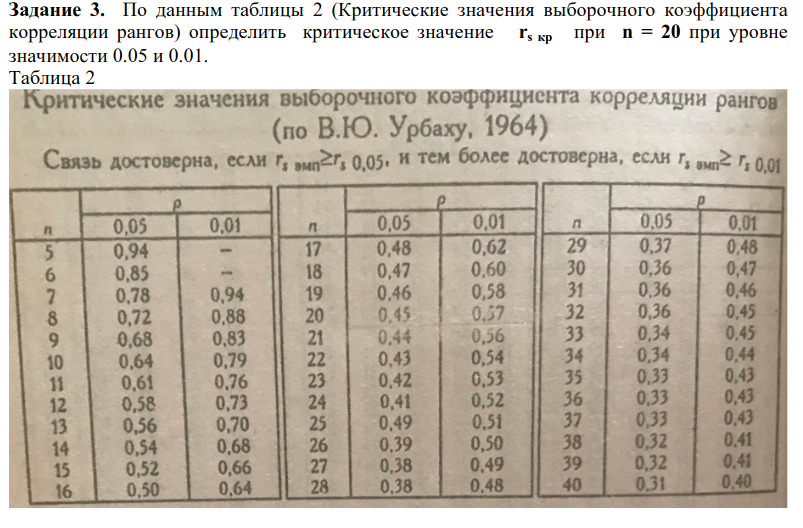 Задание 3. По данным таблицы 2 (Критические значения выборочного коэффициента
корреляции рангов) определить критическое значение rs кр при n = 20 при уровне
значимости 0.05 и 0.01.
Таблица 2
Критические значения выборочного коэффициента корреляции рангов
(по В.Ю. Урбаху, 1964)
Связь достоверна, если rs эмп≥rs 0,05, и тем более достоверна, если rs эмп≥ rs 0,01
p p p
n 0,05 0,01 n 0,05 0,01 n 0,05 0,01
5 0,94 – 17 0,48 0,62 29 0,37 0,48
6 0,85 – 18 0,47 0,60 30 0,36 0,47
7 0,78 0,94 19 0,46 0,58 31 0,36 0,46
8 0,72 0,88 20 0,45 0,57 32 0,36 0,45
9 0,68 0,83 21 0,44 0,56 33 0,34 0,45
10 0,64 0,79 22 0,43 0,54 34 0,34 0,44
11 0,61 0,76 23 0,42 0,53 35 0,33 0,43
12 0,58 0,73 24 0,41 0,52 36 0,33 0,43
13 0,56 0,70 25 0,49 0,51 37 0,33 0,43
14 0,54 0,68 26 0,39 0,50 38 0,32 0,41
15 0,52 0,66 27 0,38 0,49 39 0,32 0,41
16 0,50 0,64 28 0,38 0,48 40 0,31 0,40